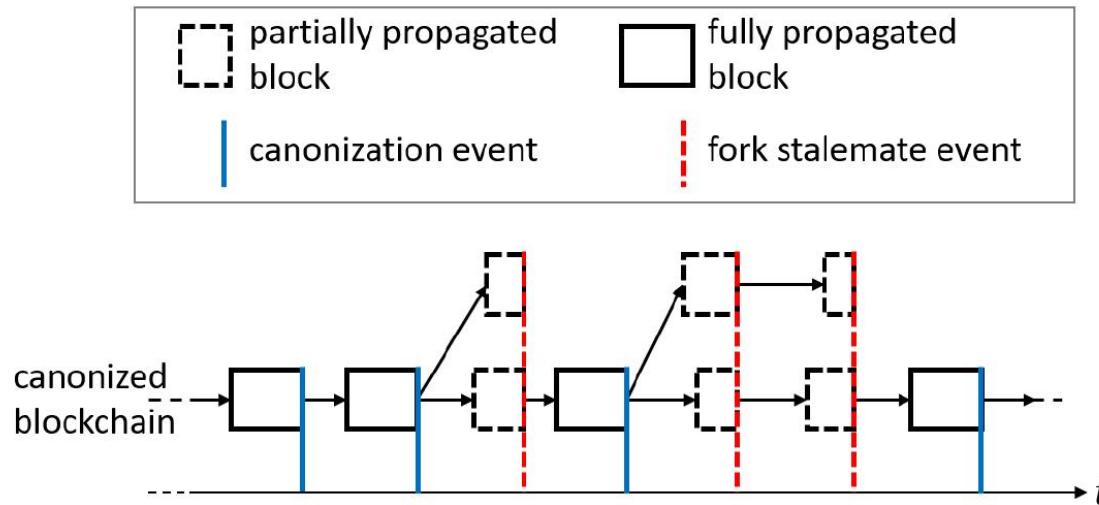 partially propagated
block
fully propagated
block
canonization event
fork stalemate event
canonized
blockchain
t